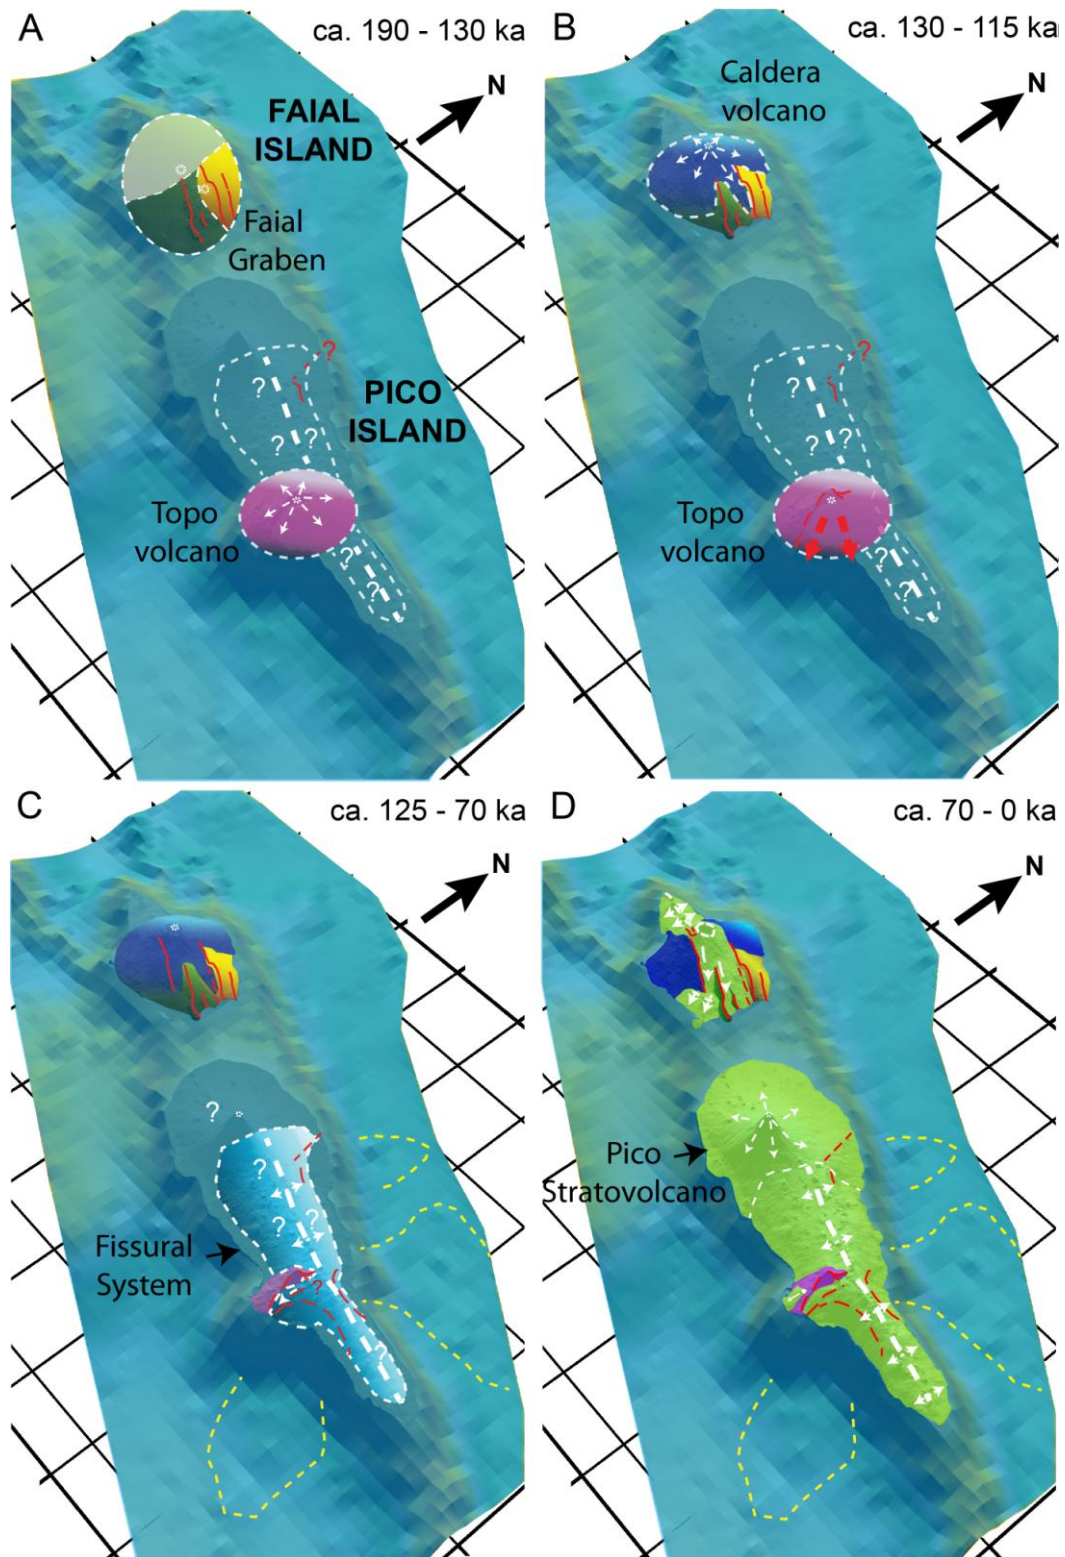 A
ca. 190 - 130 ka
N
FAIAL
ISLAND
Faial
Graben
?
?
PICO
ISLAND
?
?
Topo
volcano
?
?
B
ca. 130 - 115 ka
Caldera
volcano
N
?
?
?
?
Topo
volcano
?
?
C
ca. 125 - 70 ka
N
?
?
?
?
Fissural
System
?
?
D
ca. 70 - 0 ka
N
Pico
Stratovolcano